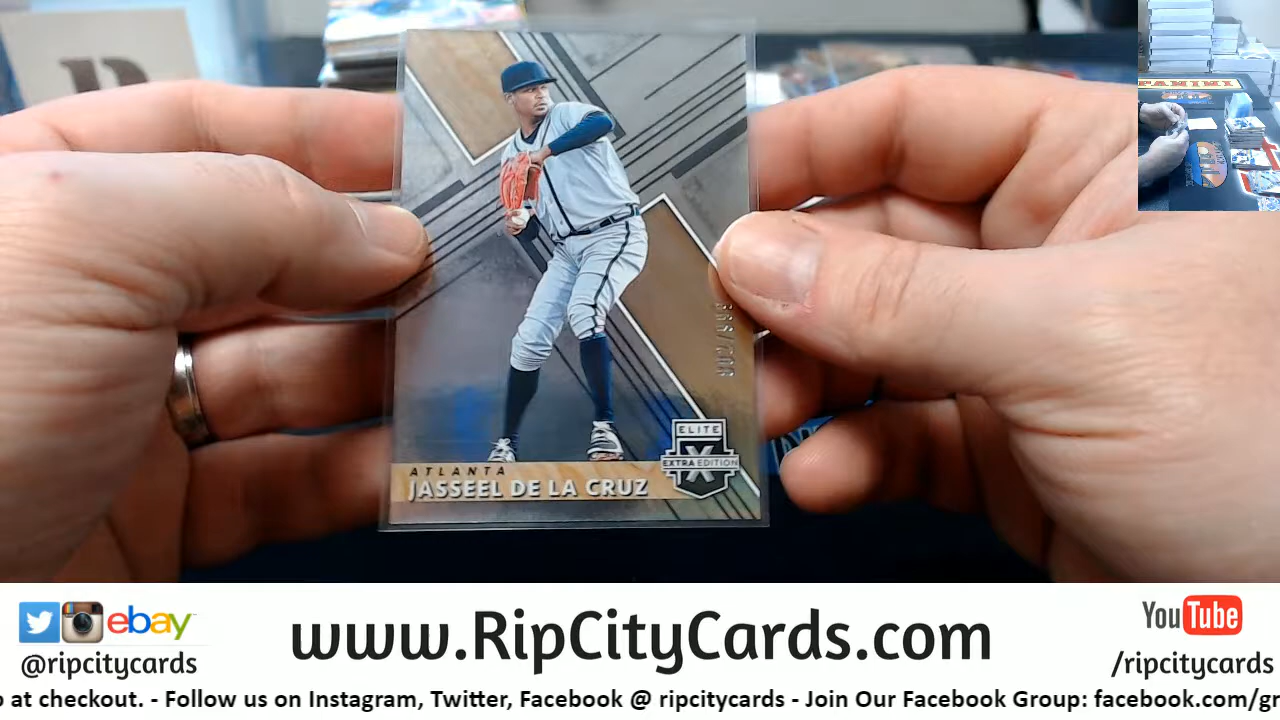 PANINI
ATLANTA
JASSEEL DE LA CRUZ
ELITE
X
EXTRA EDITION
ebay
@ripcitycards
www.RipCityCards.com
YouTube
/ripcitycards
at checkout. - Follow us on Instagram, Twitter, Facebook @ ripcitycards - Join Our Facebook Group: facebook.com/gr